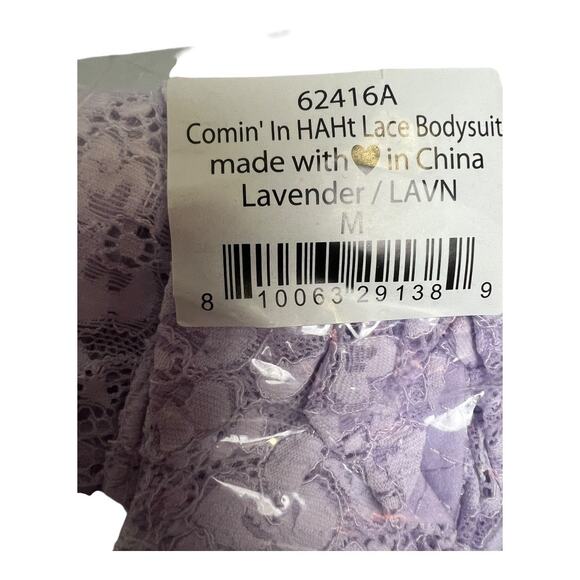 62416A
Comin' In HAHt Lace Bodysuit
made with💛in China
Lavender / LAVN
M
8 10063 29138 9